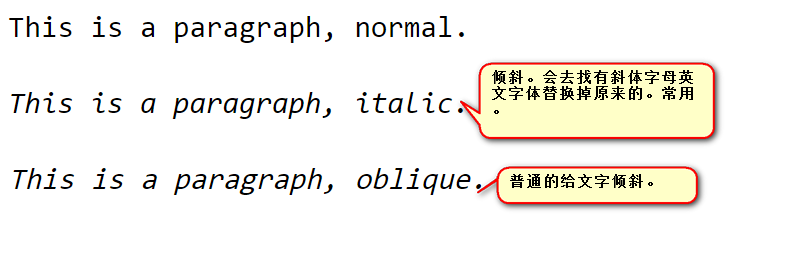 This is a paragraph, normal.
This is a paragraph, italic.
倾斜。会去找有斜体字母英
文字体替换掉原来的。常用
。
This is a paragraph, oblique.
普通的给文字倾斜。